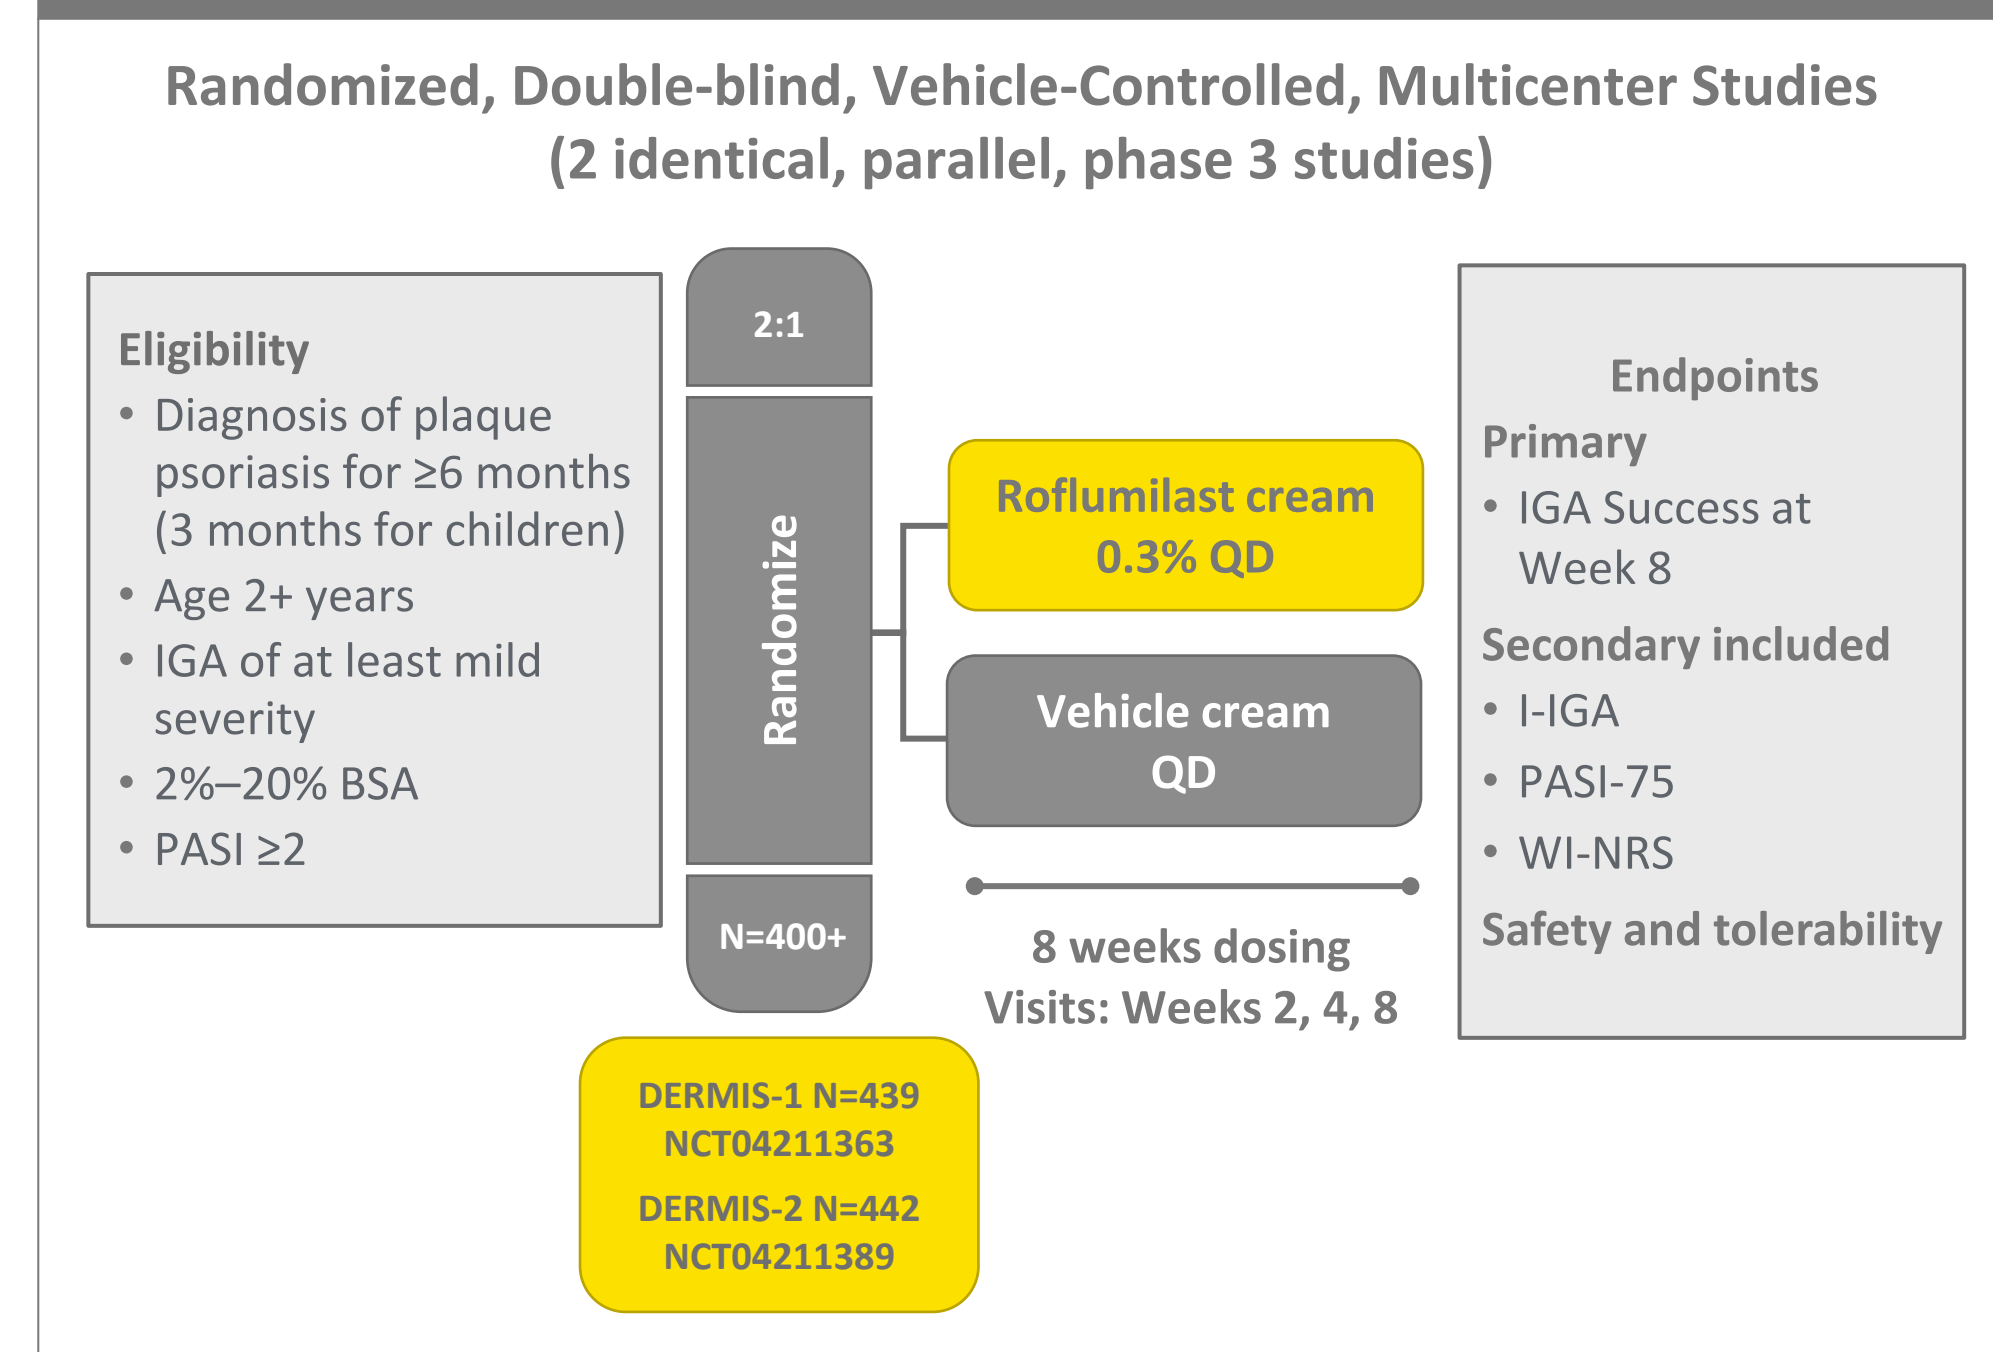 Randomized, Double-blind, Vehicle-Controlled, Multicenter Studies
(2 identical, parallel, phase 3 studies)
Eligibility
• Diagnosis of plaque
psoriasis for ≥6 months
(3 months for children)
• Age 2+ years
• IGA of at least mild
severity
• 2%–20% BSA
• PASI ≥2
2:1
Randomize
N=400+
DERMIS-1 N=439
NCT04211363
DERMIS-2 N=442
NCT04211389
Roflumilast cream
0.3% QD
Vehicle cream
QD
8 weeks dosing
Visits: Weeks 2, 4, 8
Endpoints
Primary
• IGA Success at
Week 8
Secondary included
• I-IGA
• PASI-75
• WI-NRS
Safety and tolerability